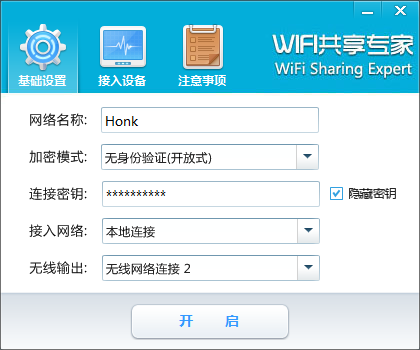 WIFI共享专家
WiFi Sharing Expert
基础设置 接入设备 注意事项
网络名称: Honk
加密模式: 无身份验证(开放式)
连接密钥: ********** 隐藏密钥
接入网络: 本地连接
无线输出: 无线网络连接 2
开 启